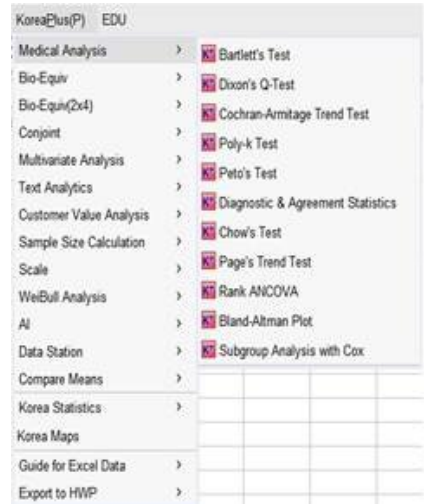 KoreaPlus(P) EDU
Medical Analysis
Bio-Equiv
Bio-Equiv(2x4)
Conjoint
Multivariate Analysis
Text Analytics
Customer Value Analysis
Sample Size Calculation
Scale
WeiBull Analysis
AI
Data Station
Compare Means
Korea Statistics
Korea Maps
Guide for Excel Data
Export to HWP
Bartlett's Test
Dixon's Q-Test
Cochran-Armitage Trend Test
Poly-k Test
Peto's Test
Diagnostic & Agreement Statistics
Chow's Test
Page's Trend Test
Rank ANCOVA
Bland-Altman Plot
Subgroup Analysis with Cox